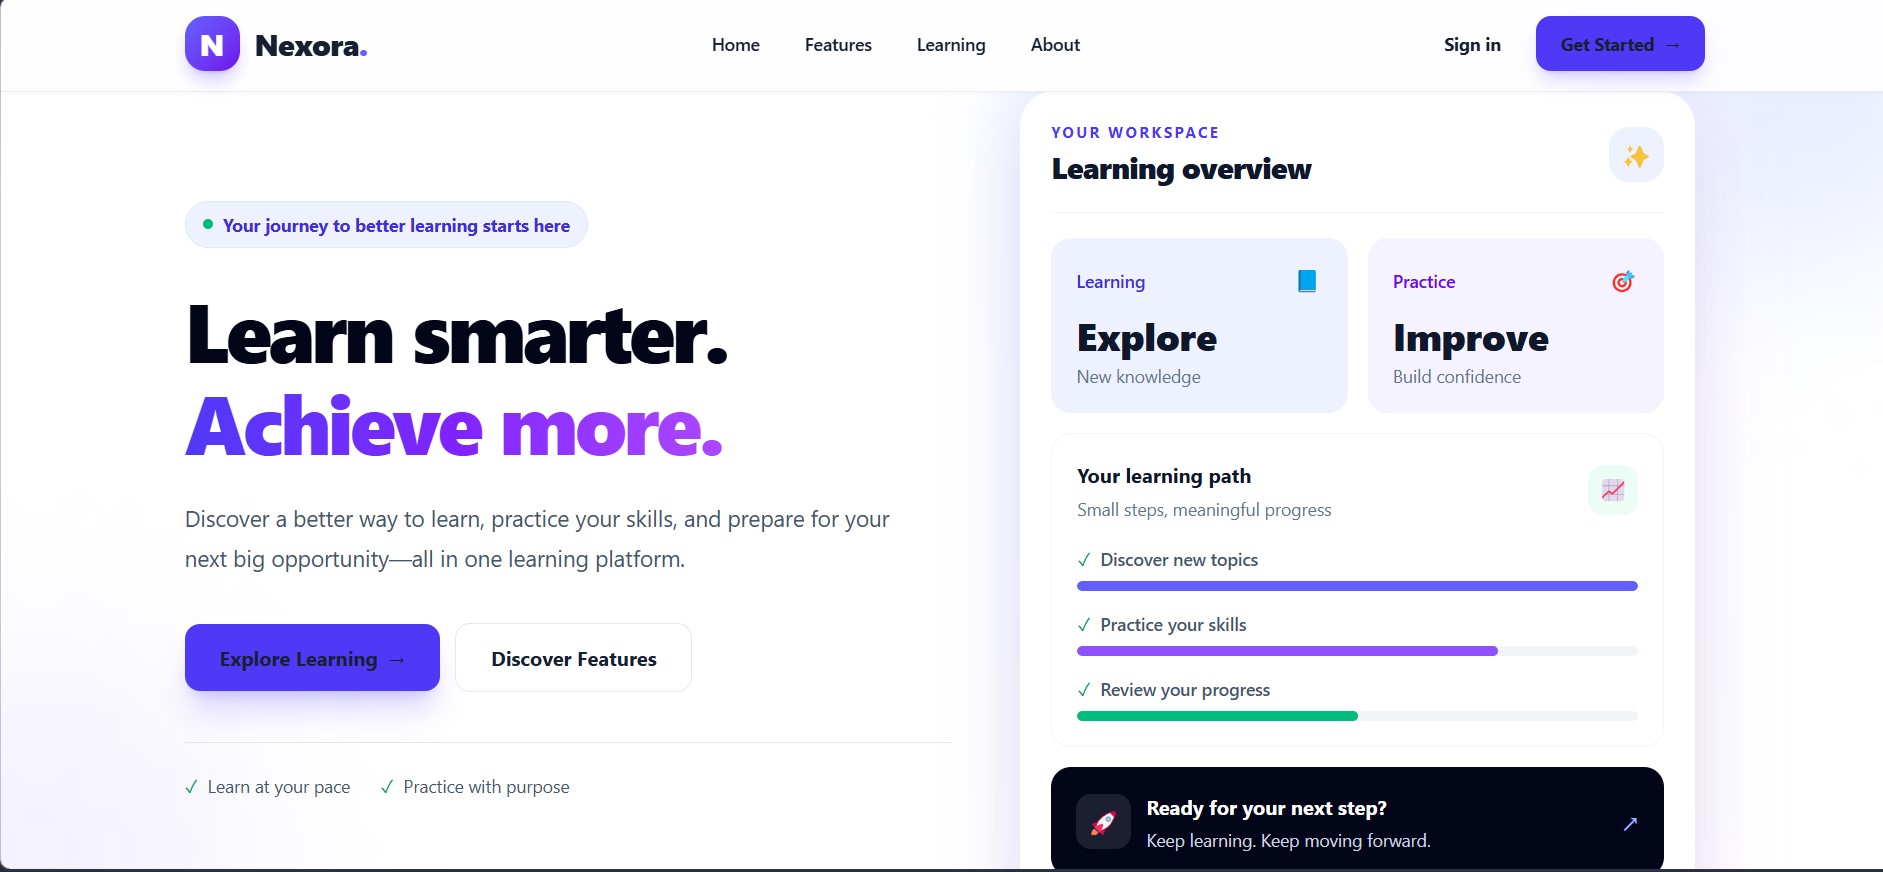 N Nexora.
Home Features Learning About
Sign in Get Started →
Your journey to better learning starts here
Learn smarter.
Achieve more.
Discover a better way to learn, practice your skills, and prepare for your
next big opportunity—all in one learning platform.
Explore Learning → Discover Features
✓ Learn at your pace ✓ Practice with purpose
YOUR WORKSPACE
Learning overview
Learning
Explore
New knowledge
Practice
Improve
Build confidence
Your learning path
Small steps, meaningful progress
✓ Discover new topics
✓ Practice your skills
✓ Review your progress
Ready for your next step?
Keep learning. Keep moving forward. ↗